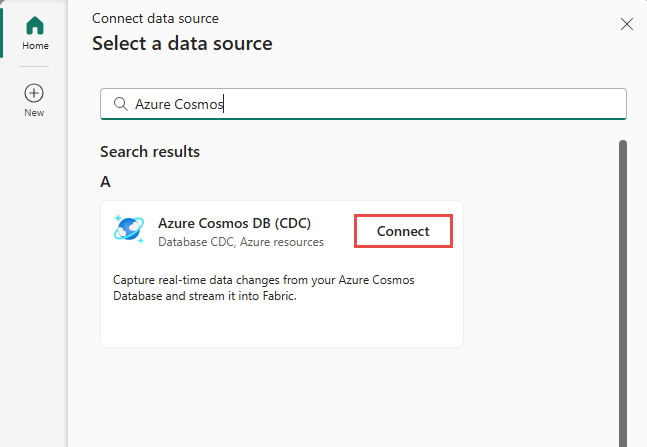 Home
New
Connect data source
Select a data source
Azure Cosmos
Search results
A
Azure Cosmos DB (CDC)
Database CDC, Azure resources
Connect
Capture real-time data changes from your Azure Cosmos
Database and stream it into Fabric.